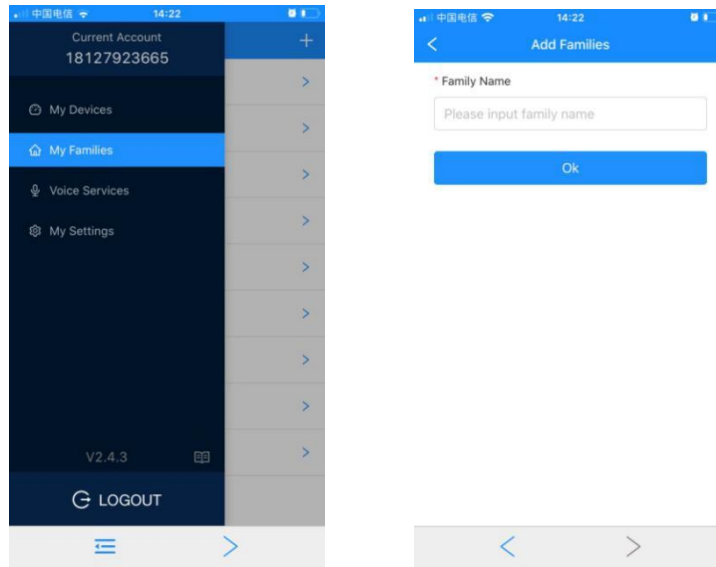 中国电信 14:22
Current Account
18127923665
My Devices
My Families
Voice Services
My Settings
V2.4.3
LOGOUT
中国电信 14:22
Add Families
* Family Name
Please input family name
Ok